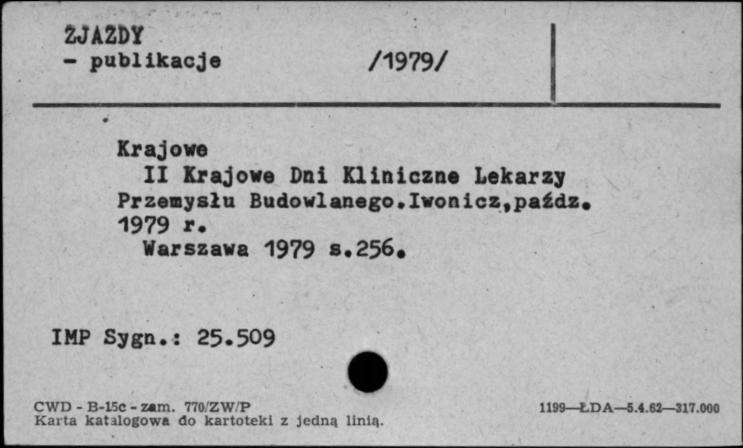 ZJAZDY
- publikacje /1979/
Krajowe
II Krajowe Dni Kliniczne Lekarzy
Przemysłu Budowlanego.Iwonicz,paźdz.
1979 r.
Warszawa 1979 s.256.
IMP Sygn.: 25.509
CWD - B-15c - zam. 770/ZW/P
Karta katalogowa do kartoteki z jedną linią.
1199—ŁDA—5.4.62—317.000